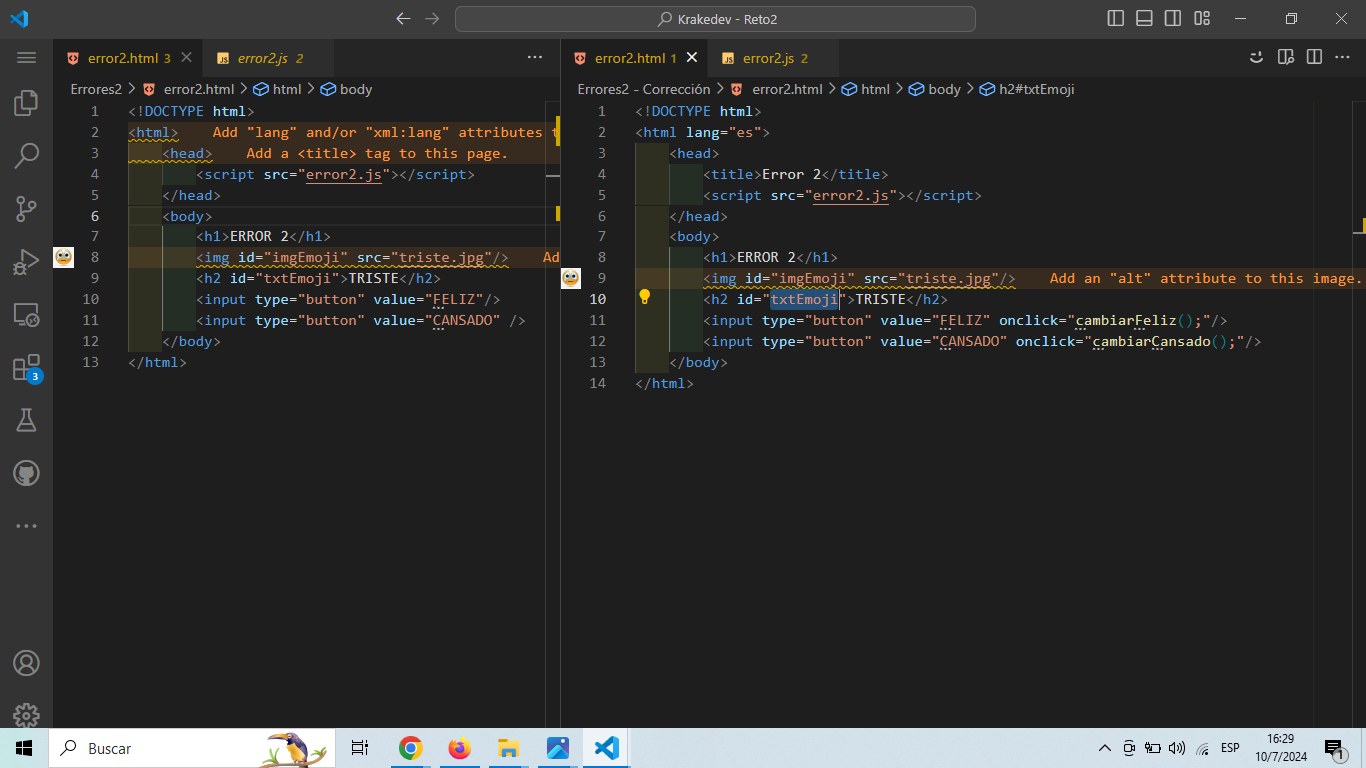 Krakedev - Reto2
error2.html 3
error2.js 2
Errores2 > error2.html > html > body
1 <!DOCTYPE html>
2 <html> Add "lang" and/or "xml:lang" attributes t
3 <head> Add a <title> tag to this page.
4 <script src="error2.js"></script>
5 </head>
6 <body>
7 <h1>ERROR 2</h1>
8 <img id="imgEmoji" src="triste.jpg"/> Ad
9 <h2 id="txtEmoji">TRISTE</h2>
10 <input type="button" value="FELIZ"/>
11 <input type="button" value="CANSADO" />
12 </body>
13 </html>
error2.html 1
error2.js 2
Errores2 - Corrección > error2.html > html > body > h2#txtEmoji
1 <!DOCTYPE html>
2 <html lang="es">
3 <head>
4 <title>Error 2</title>
5 <script src="error2.js"></script>
6 </head>
7 <body>
8 <h1>ERROR 2</h1>
9 <img id="imgEmoji" src="triste.jpg"/> Add an "alt" attribute to this image.
10 <h2 id="txtEmoji">TRISTE</h2>
11 <input type="button" value="FELIZ" onclick="cambiarFeliz();"/>
12 <input type="button" value="CANSADO" onclick="cambiarCansado();"/>
13 </body>
14 </html>
3
Buscar
ESP
16:29
10/7/2024
1